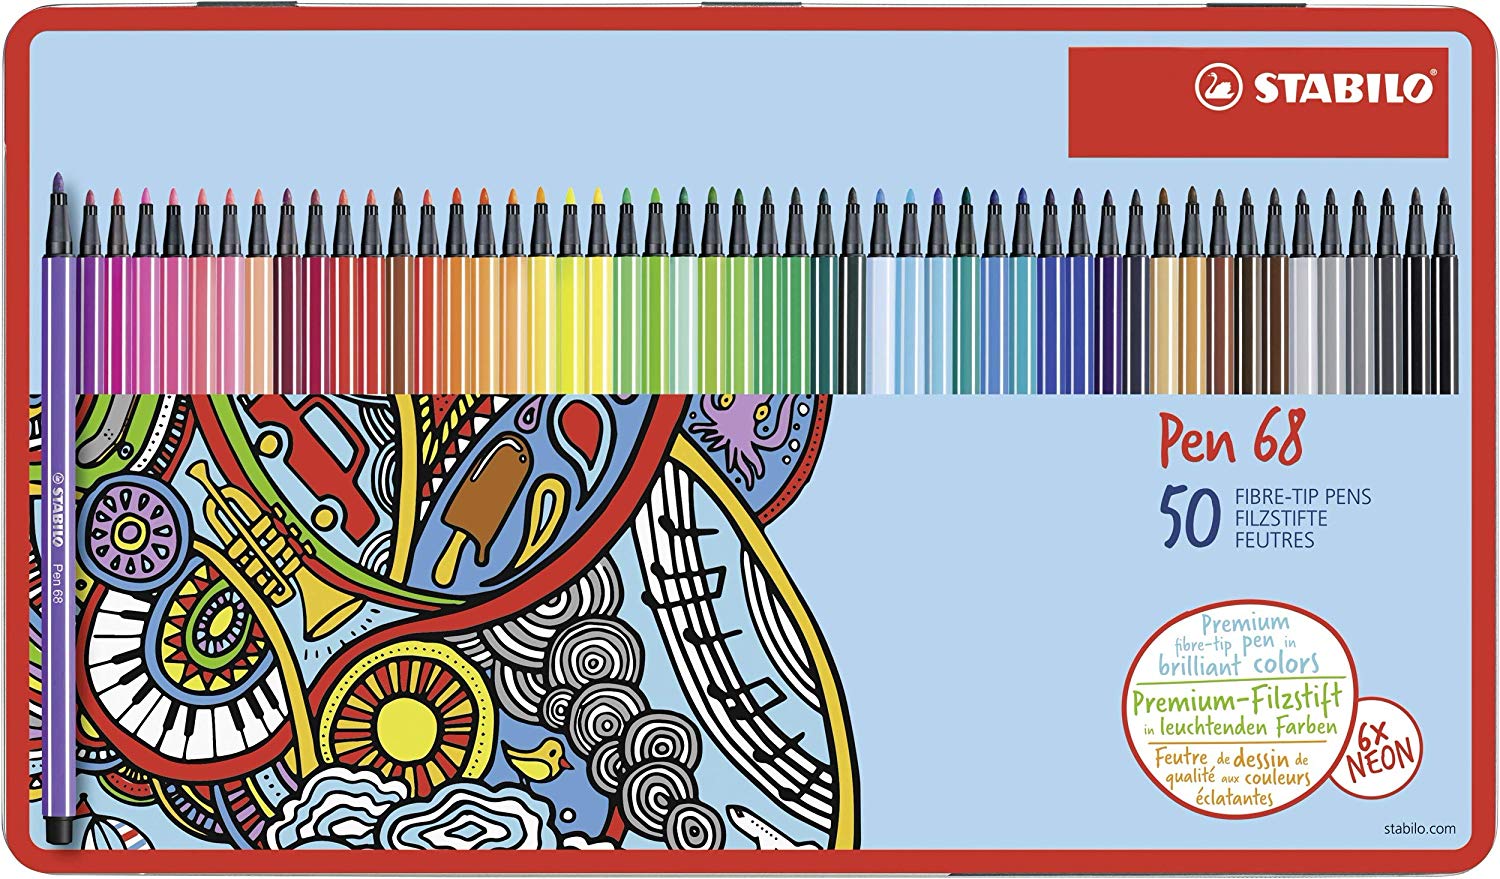 STABILO®
Pen 68
50 FIBRE-TIP PENS
FILZSTIFTE
FEUTRES
STABILO Pen 68
Premium
fibre-tip pen in
brilliant colors
Premium-Filzstift
in leuchtenden Farben
Feutre de dessin de
qualité aux couleurs
éclatantes
6x
NEON
stabilo.com